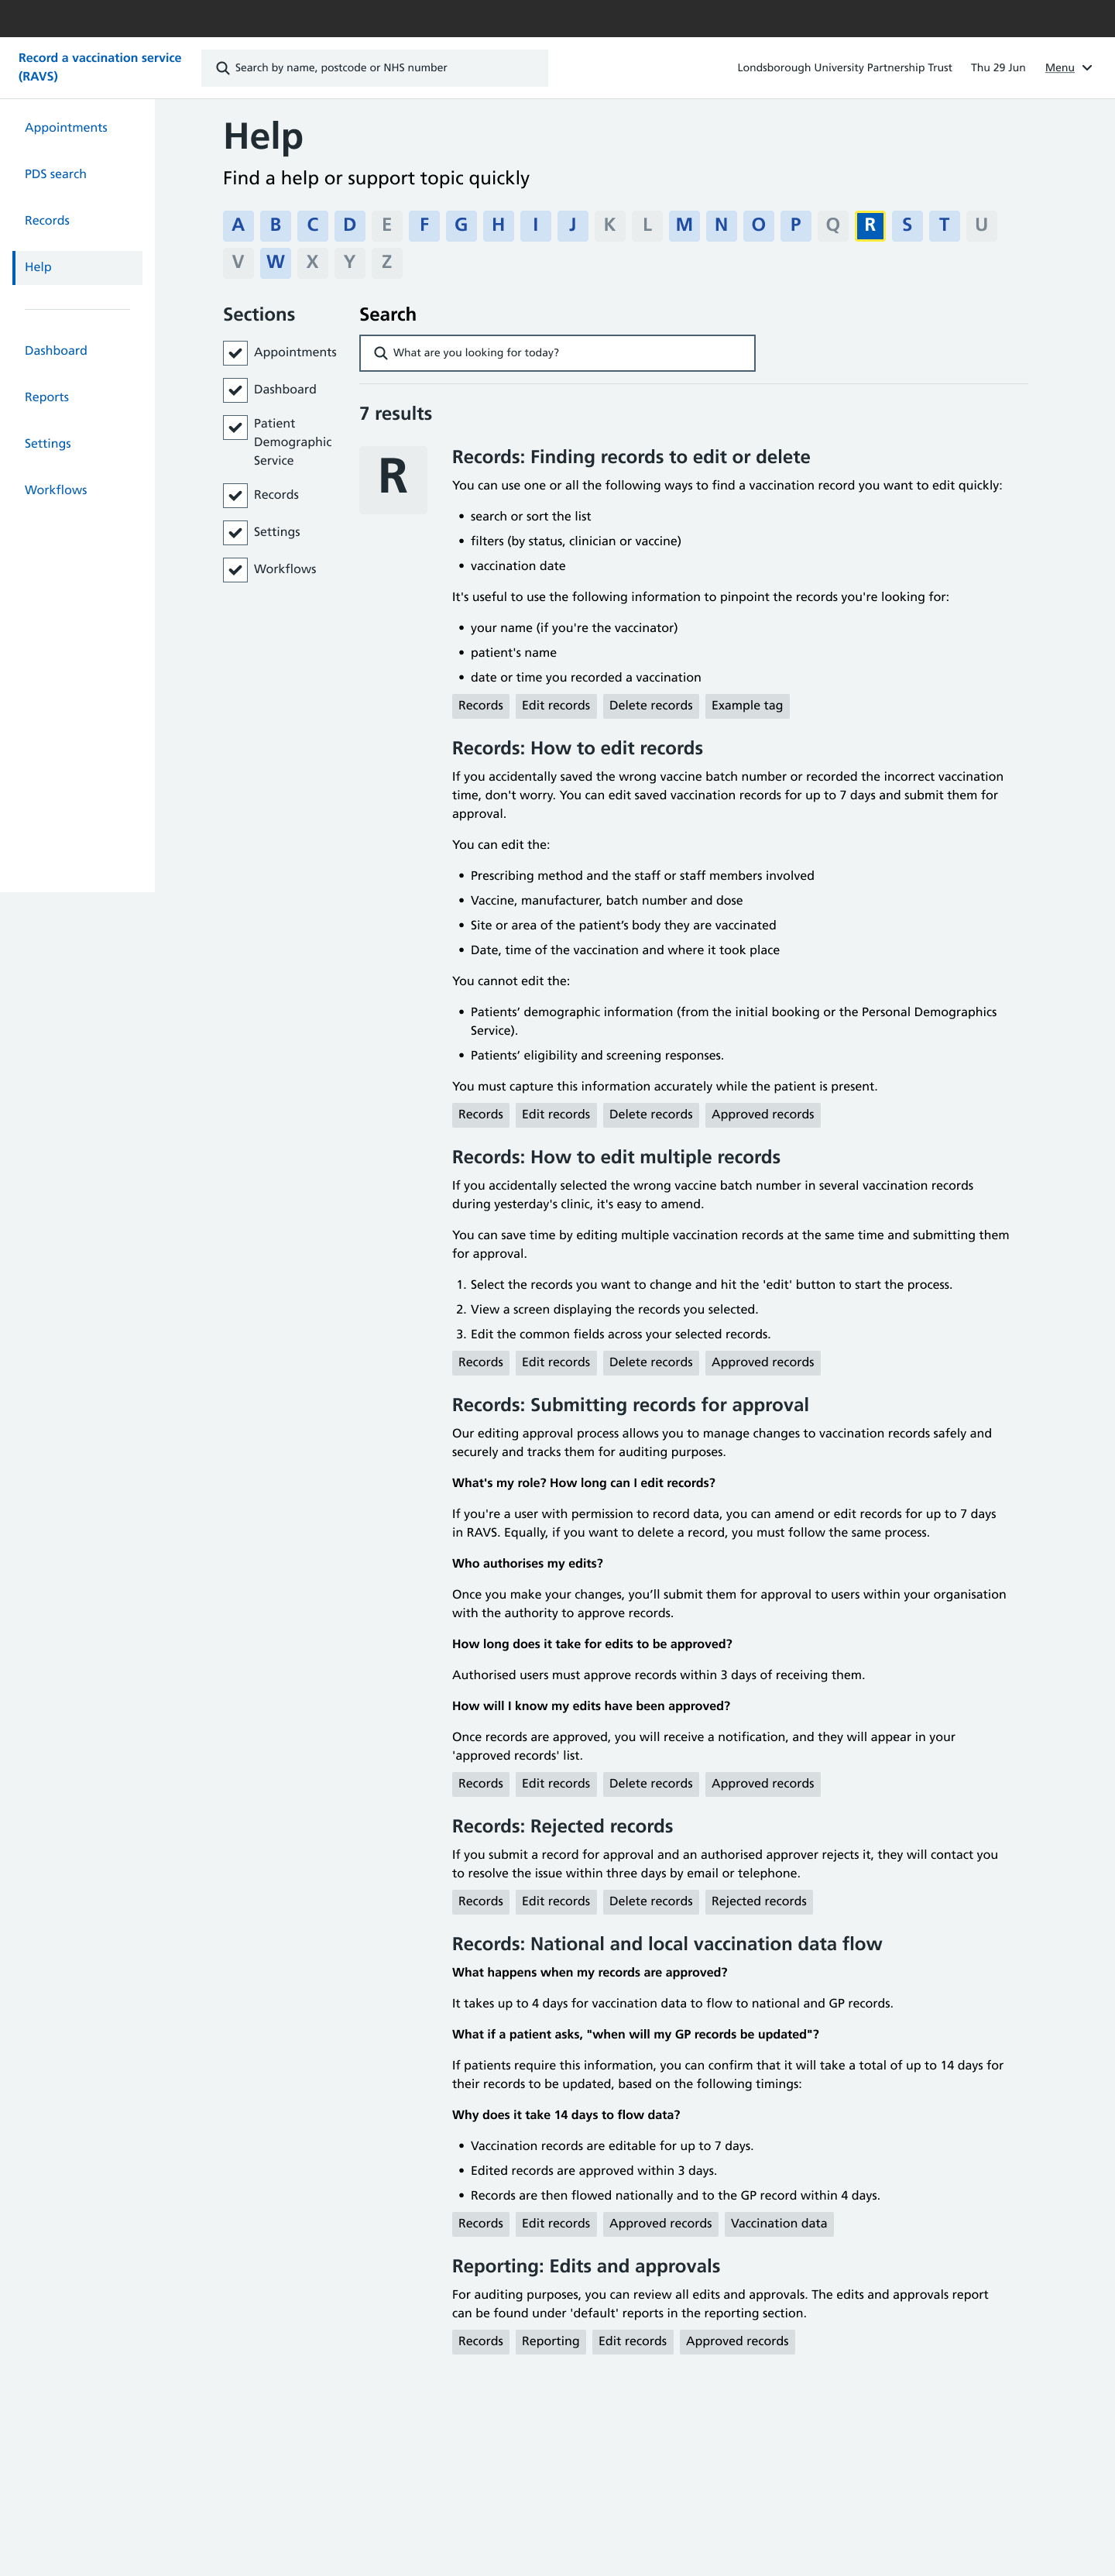 Record a vaccination service
(RAVS)
Search by name, postcode or NHS number
Londsborough University Partnership Trust
Thu 29 Jun
Menu
Appointments
PDS search
Records
Help
Dashboard
Reports
Settings
Workflows
Help
Find a help or support topic quickly
A B C D E F G H I J K L M N O P Q R S T U
V W X Y Z
Sections
Appointments
Dashboard
Patient
Demographic
Service
Records
Settings
Workflows
Search
What are you looking for today?
7 results
R
Records: Finding records to edit or delete
You can use one or all the following ways to find a vaccination record you want to edit quickly:
• search or sort the list
• filters (by status, clinician or vaccine)
• vaccination date
It's useful to use the following information to pinpoint the records you're looking for:
• your name (if you're the vaccinator)
• patient's name
• date or time you recorded a vaccination
Records Edit records Delete records Example tag
Records: How to edit records
If you accidentally saved the wrong vaccine batch number or recorded the incorrect vaccination
time, don't worry. You can edit saved vaccination records for up to 7 days and submit them for
approval.
You can edit the:
• Prescribing method and the staff or staff members involved
• Vaccine, manufacturer, batch number and dose
• Site or area of the patient’s body they are vaccinated
• Date, time of the vaccination and where it took place
You cannot edit the:
• Patients’ demographic information (from the initial booking or the Personal Demographics
Service).
• Patients’ eligibility and screening responses.
You must capture this information accurately while the patient is present.
Records Edit records Delete records Approved records
Records: How to edit multiple records
If you accidentally selected the wrong vaccine batch number in several vaccination records
during yesterday's clinic, it's easy to amend.
You can save time by editing multiple vaccination records at the same time and submitting them
for approval.
1. Select the records you want to change and hit the 'edit' button to start the process.
2. View a screen displaying the records you selected.
3. Edit the common fields across your selected records.
Records Edit records Delete records Approved records
Records: Submitting records for approval
Our editing approval process allows you to manage changes to vaccination records safely and
securely and tracks them for auditing purposes.
What's my role? How long can I edit records?
If you're a user with permission to record data, you can amend or edit records for up to 7 days
in RAVS. Equally, if you want to delete a record, you must follow the same process.
Who authorises my edits?
Once you make your changes, you’ll submit them for approval to users within your organisation
with the authority to approve records.
How long does it take for edits to be approved?
Authorised users must approve records within 3 days of receiving them.
How will I know my edits have been approved?
Once records are approved, you will receive a notification, and they will appear in your
'approved records' list.
Records Edit records Delete records Approved records
Records: Rejected records
If you submit a record for approval and an authorised approver rejects it, they will contact you
to resolve the issue within three days by email or telephone.
Records Edit records Delete records Rejected records
Records: National and local vaccination data flow
What happens when my records are approved?
It takes up to 4 days for vaccination data to flow to national and GP records.
What if a patient asks, "when will my GP records be updated"?
If patients require this information, you can confirm that it will take a total of up to 14 days for
their records to be updated, based on the following timings:
Why does it take 14 days to flow data?
• Vaccination records are editable for up to 7 days.
• Edited records are approved within 3 days.
• Records are then flowed nationally and to the GP record within 4 days.
Records Edit records Approved records Vaccination data
Reporting: Edits and approvals
For auditing purposes, you can review all edits and approvals. The edits and approvals report
can be found under 'default' reports in the reporting section.
Records Reporting Edit records Approved records